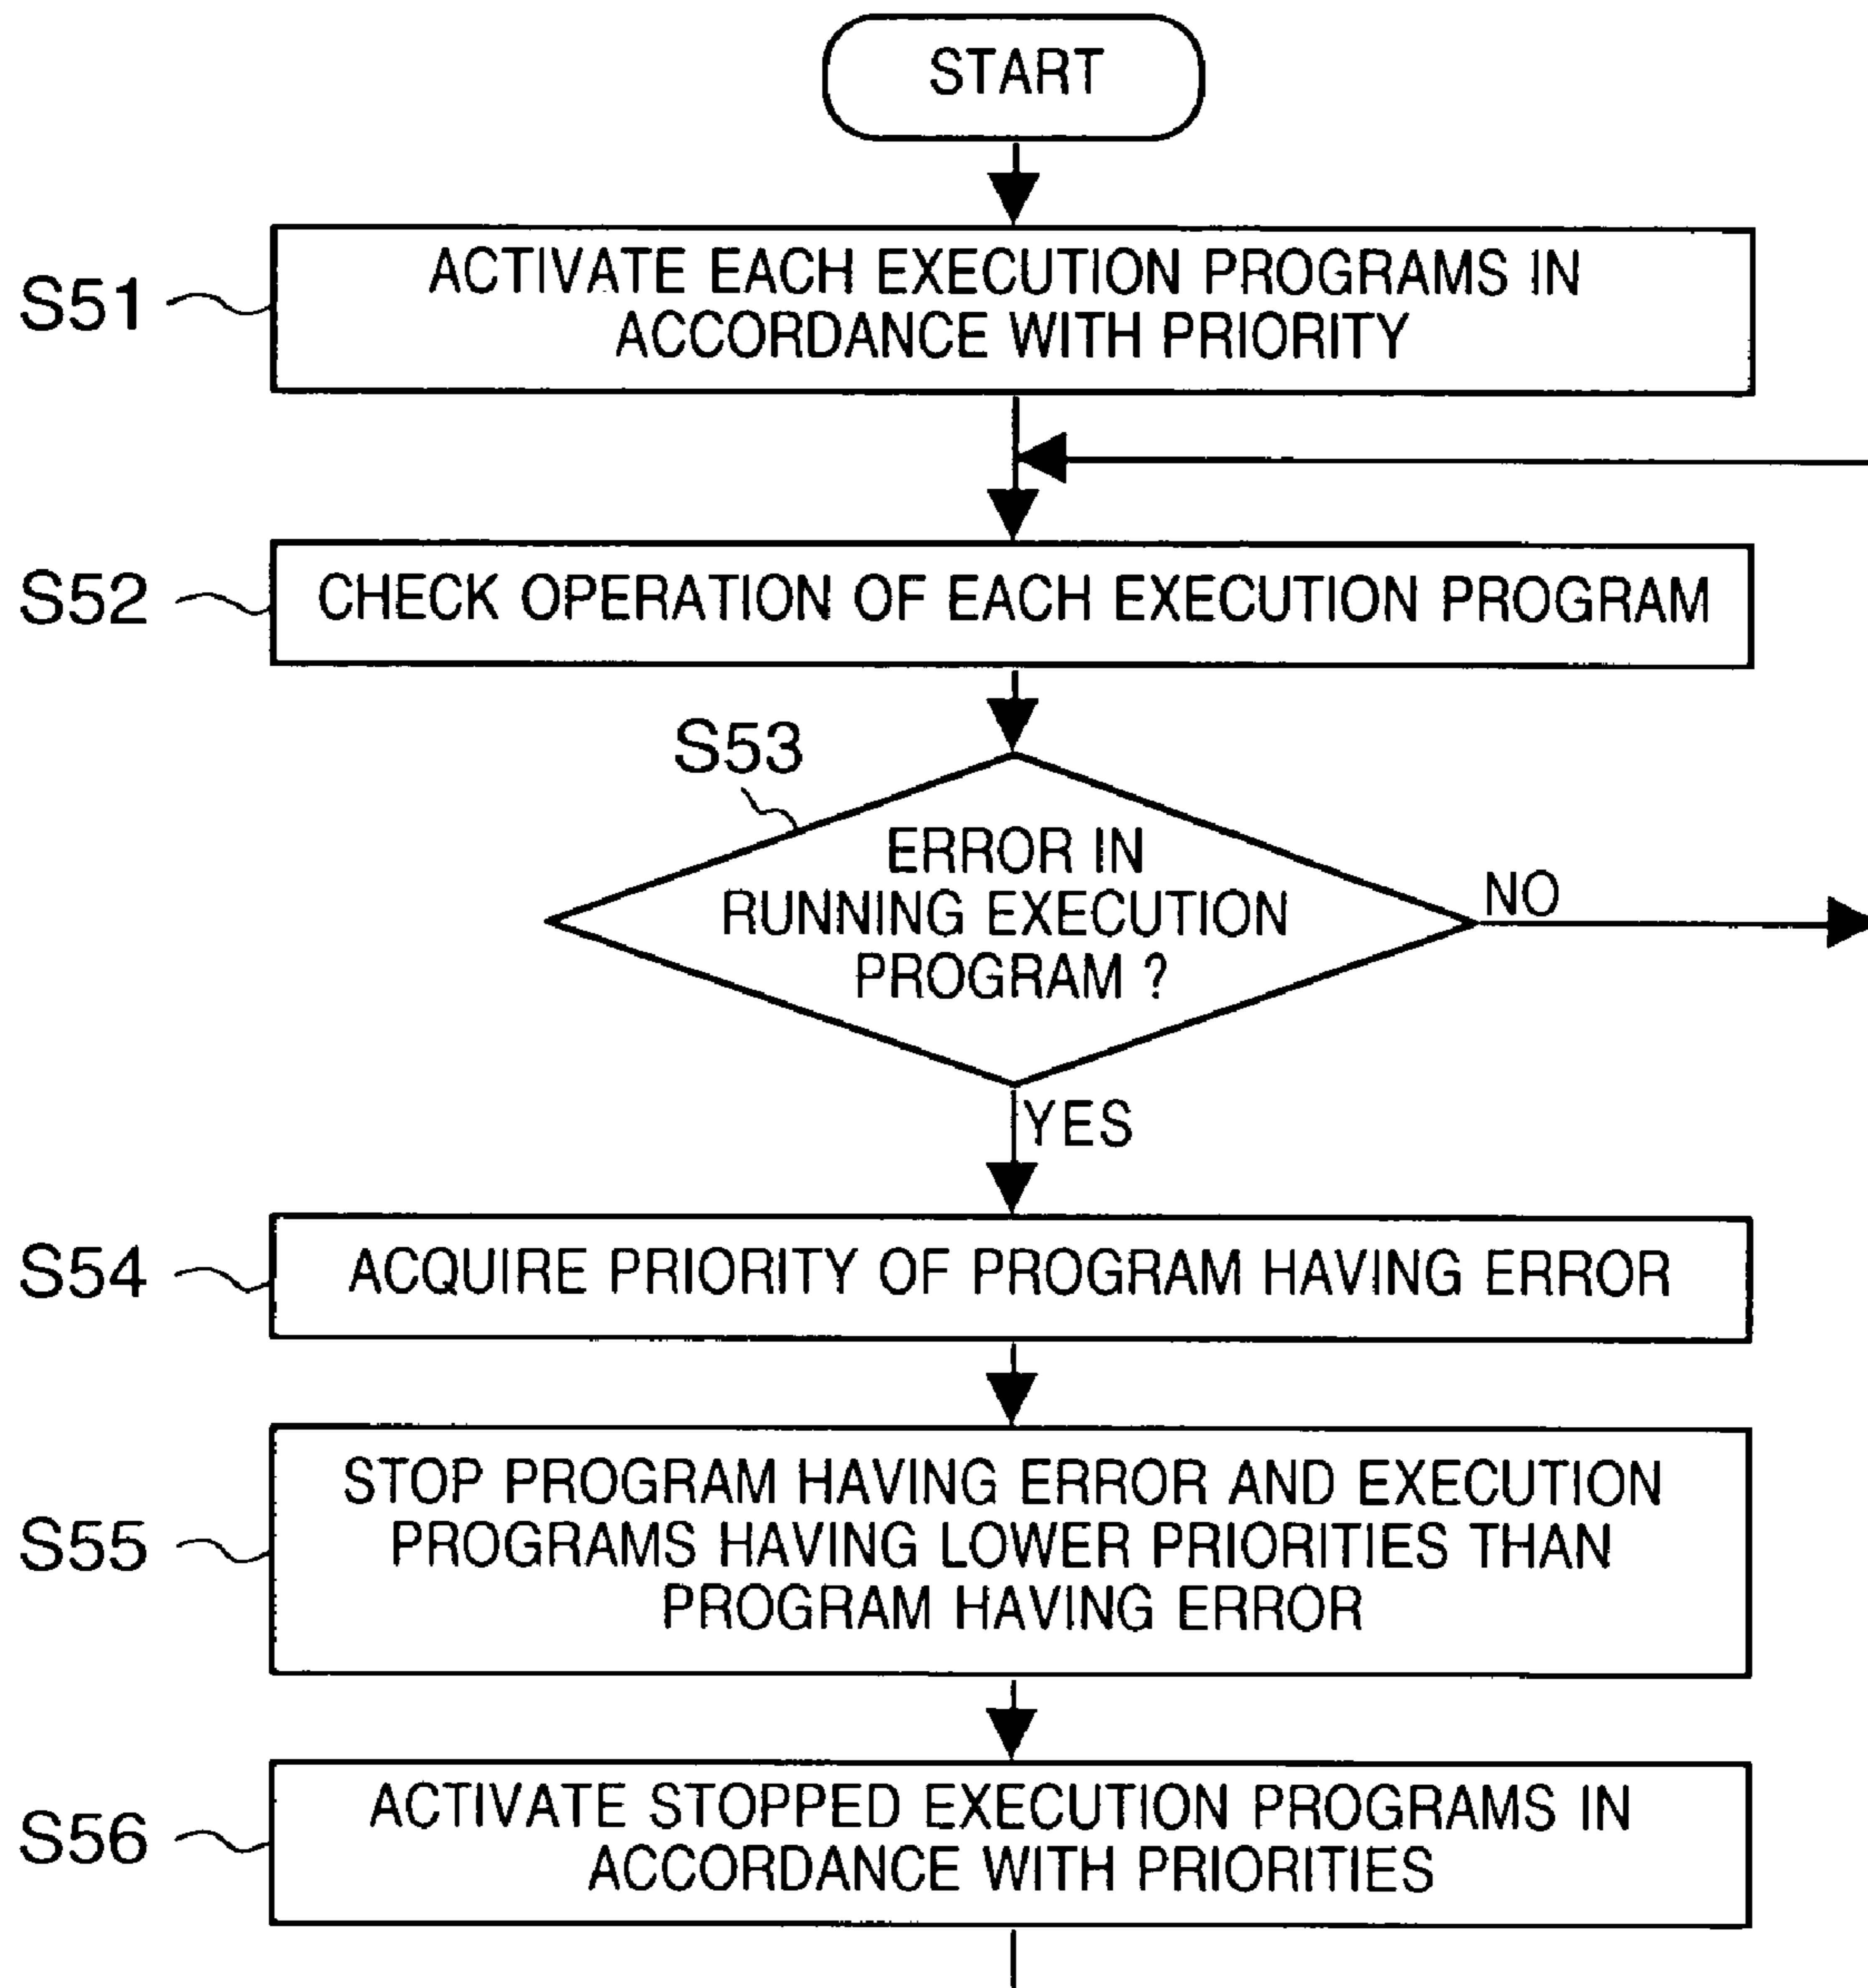 START
S51
ACTIVATE EACH EXECUTION PROGRAMS IN
ACCORDANCE WITH PRIORITY
S52
CHECK OPERATION OF EACH EXECUTION PROGRAM
S53
ERROR IN
RUNNING EXECUTION
PROGRAM ?
NO
YES
S54
ACQUIRE PRIORITY OF PROGRAM HAVING ERROR
S55
STOP PROGRAM HAVING ERROR AND EXECUTION
PROGRAMS HAVING LOWER PRIORITIES THAN
PROGRAM HAVING ERROR
S56
ACTIVATE STOPPED EXECUTION PROGRAMS IN
ACCORDANCE WITH PRIORITIES